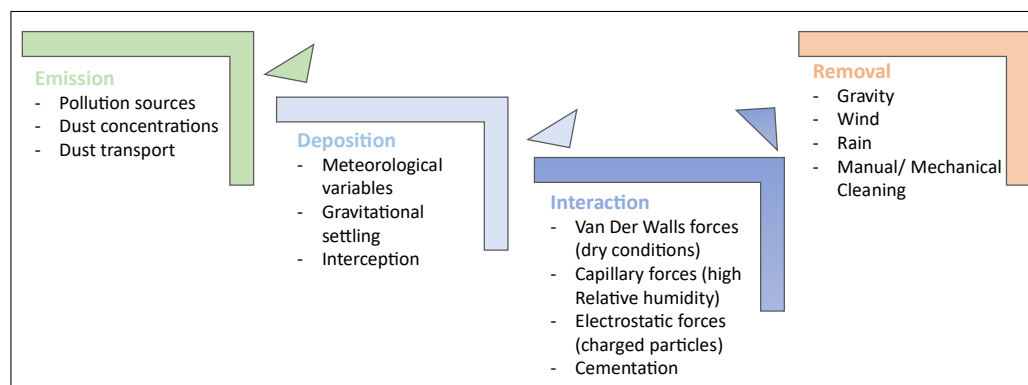 Emission
- Pollution sources
- Dust concentrations
- Dust transport
Deposition
- Meteorological
variables
- Gravitational
settling
- Interception
Interaction
- Van Der Walls forces
(dry conditions)
- Capillary forces (high
Relative humidity)
- Electrostatic forces
(charged particles)
- Cementation
Removal
- Gravity
- Wind
- Rain
- Manual/ Mechanical
Cleaning